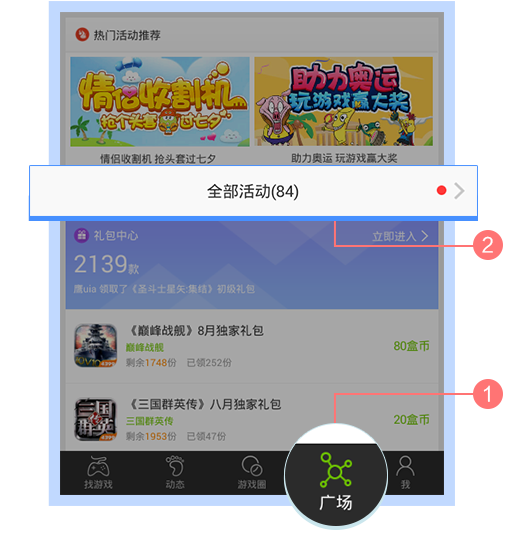 热门活动推荐
情侣收割机
抢个头套过七夕
助力奥运
玩游戏赢大奖
情侣收割机 抢头套过七夕
助力奥运 玩游戏赢大奖
全部活动(84)
2
礼包中心
立即进入
2139款
鹰uia 领取了《圣斗士星矢:集结》初级礼包
《巅峰战舰》8月独家礼包
巅峰战舰
80盒币
剩余1748份 已领252份
1
《三国群英传》八月独家礼包
三国群英
三国群英传
20盒币
剩余1953份 已领47份
找游戏
动态
游戏圈
广场
我